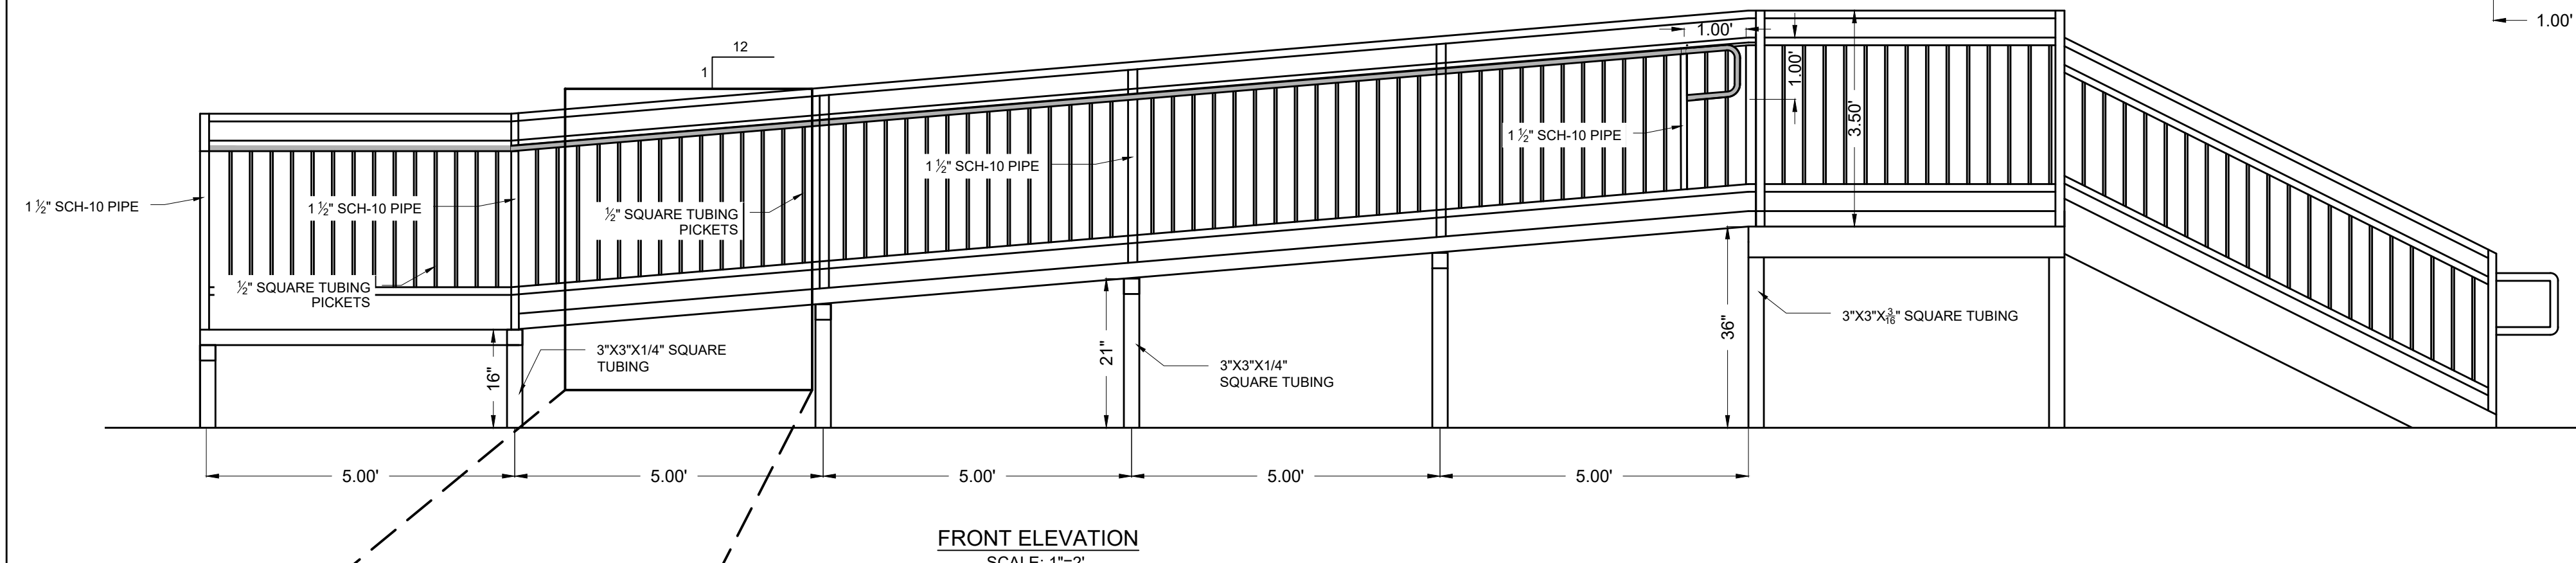 1.00'
12
1
1.00'
1.00'
3.50'
1 ½" SCH-10 PIPE
1 ½" SCH-10 PIPE
1 ½" SCH-10 PIPE
1 ½" SCH-10 PIPE
½" SQUARE TUBING
PICKETS
½" SQUARE TUBING
PICKETS
16"
3"X3"X1/4" SQUARE
TUBING
21"
3"X3"X1/4"
SQUARE TUBING
36"
3"X3"X3/16" SQUARE TUBING
5.00'
5.00'
5.00'
5.00'
5.00'
FRONT ELEVATION
SCALE: 1"=2'